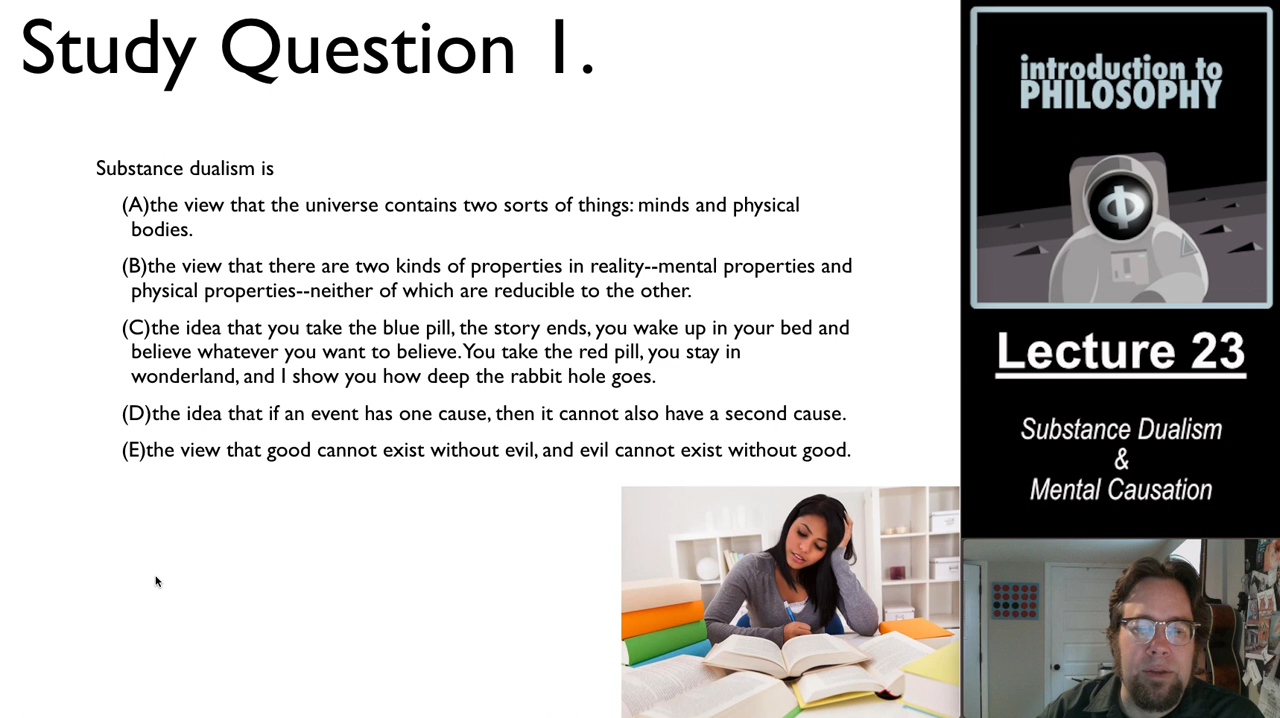 Study Question 1.
Substance dualism is
(A)the view that the universe contains two sorts of things: minds and physical
bodies.
(B)the view that there are two kinds of properties in reality--mental properties and
physical properties--neither of which are reducible to the other.
(C)the idea that you take the blue pill, the story ends, you wake up in your bed and
believe whatever you want to believe. You take the red pill, you stay in
wonderland, and I show you how deep the rabbit hole goes.
(D)the idea that if an event has one cause, then it cannot also have a second cause.
(E)the view that good cannot exist without evil, and evil cannot exist without good.
introduction to
PHILOSOPHY
Φ
Lecture 23
Substance Dualism
&
Mental Causation